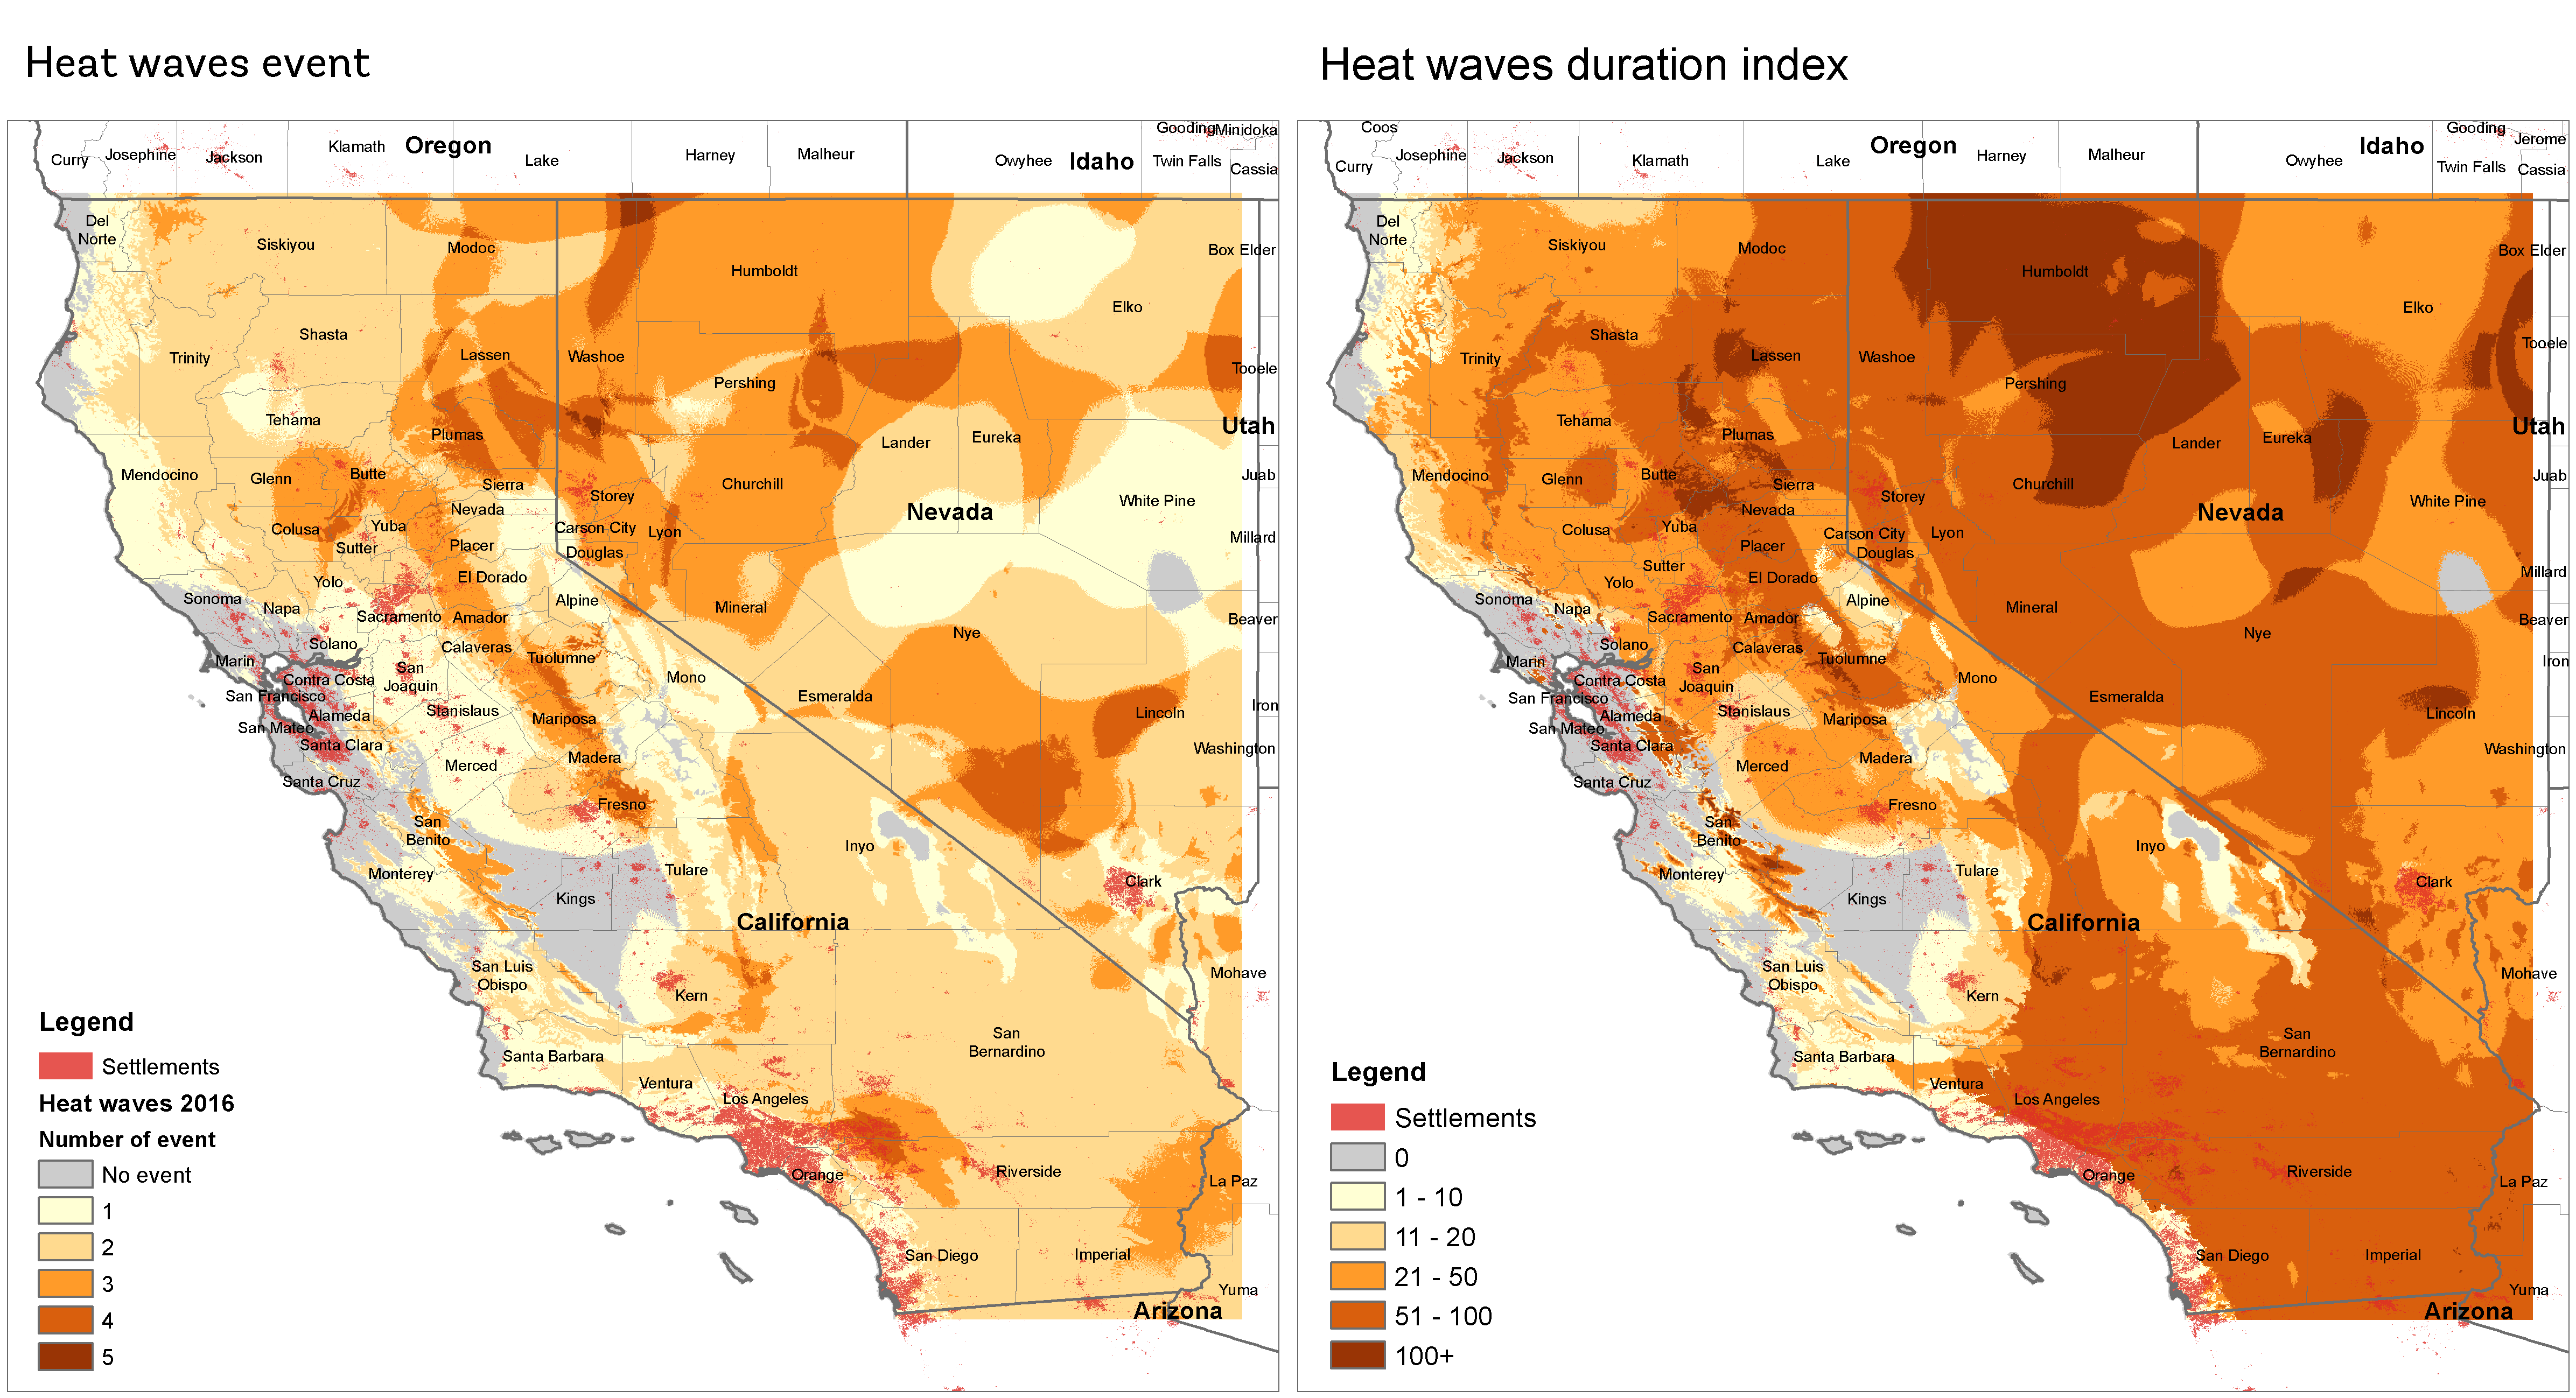 Heat waves event
Curry
Josephine
Jackson
Klamath
Oregon
Lake
Harney
Malheur
Owyhee
Idaho
Gooding
Minidoka
Twin Falls
Cassia
Del
Norte
Siskiyou
Modoc
Humboldt
Box Elder
Elko
Shasta
Trinity
Lassen
Washoe
Pershing
Tooele
Tehama
Plumas
Lander
Eureka
Utah
Mendocino
Glenn
Butte
Sierra
Storey
Churchill
Nevada
White Pine
Juab
Nevada
Colusa
Yuba
Sutter
Placer
Carson City
Lyon
Douglas
Millard
Yolo
El Dorado
Alpine
Sonoma
Napa
Sacramento
Amador
Mineral
Nye
Beaver
Solano
Calaveras
Tuolumne
Marin
San
Joaquin
Contra Costa
San Francisco
Mono
Esmeralda
Alameda
Stanislaus
Mariposa
Lincoln
Iron
San Mateo
Santa Clara
Madera
Washington
Merced
Santa Cruz
Fresno
San
Benito
Inyo
Monterey
Tulare
Clark
Kings
California
San Luis
Obispo
Kern
Mohave
San
Bernardino
Santa Barbara
Ventura
Los Angeles
Orange
Riverside
La Paz
San Diego
Imperial
Yuma
Arizona
Legend
Settlements
Heat waves 2016
Number of event
No event
1
2
3
4
5
Heat waves duration index
Coos
Curry
Josephine
Jackson
Klamath
Lake
Oregon
Harney
Malheur
Owyhee
Idaho
Gooding
Jerome
Twin Falls
Cassia
Del
Norte
Siskiyou
Modoc
Humboldt
Box Elder
Elko
Shasta
Trinity
Lassen
Washoe
Pershing
Tooele
Tehama
Plumas
Lander
Eureka
Utah
Mendocino
Glenn
Butte
Sierra
Storey
Churchill
Nevada
White Pine
Juab
Nevada
Colusa
Yuba
Sutter
Placer
Carson City
Lyon
Douglas
Millard
Yolo
El Dorado
Alpine
Sonoma
Napa
Sacramento
Amador
Mineral
Nye
Beaver
Solano
Calaveras
Tuolumne
Marin
San
Joaquin
Contra Costa
San Francisco
Mono
Esmeralda
Alameda
Stanislaus
Mariposa
Lincoln
Iron
San Mateo
Santa Clara
Madera
Washington
Merced
Santa Cruz
Fresno
San
Benito
Inyo
Monterey
Tulare
Clark
Kings
California
San Luis
Obispo
Kern
Mohave
San
Bernardino
Santa Barbara
Ventura
Los Angeles
Orange
Riverside
La Paz
San Diego
Imperial
Yuma
Arizona
Legend
Settlements
0
1 - 10
11 - 20
21 - 50
51 - 100
100+